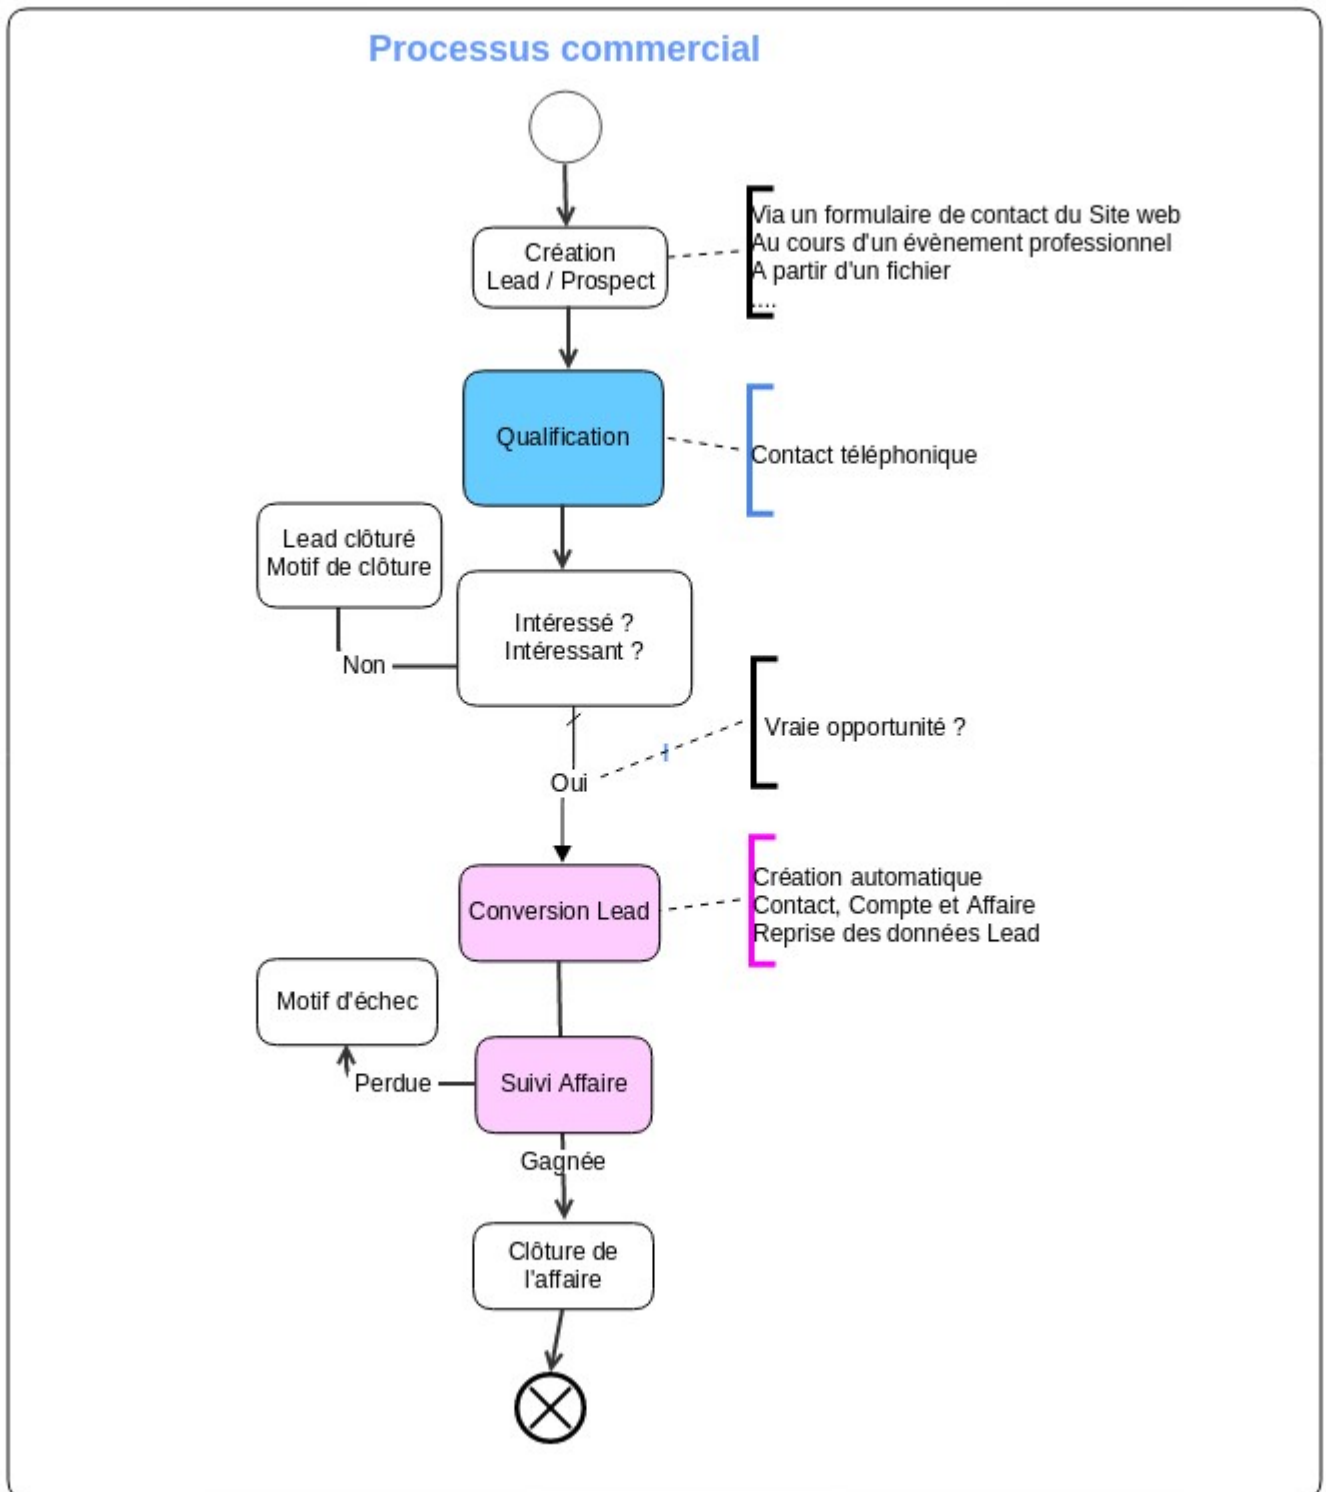 Processus commercial
Création
Lead / Prospect
Via un formulaire de contact du Site web
Au cours d'un évènement professionnel
A partir d'un fichier
....
Qualification
Contact téléphonique
Lead clôturé
Motif de clôture
Intéressé ?
Intéressant ?
Non
Vraie opportunité ?
Oui
Conversion Lead
Création automatique
Contact, Compte et Affaire
Reprise des données Lead
Motif d'échec
Suivi Affaire
Perdue
Gagnée
Clôture de
l'affaire